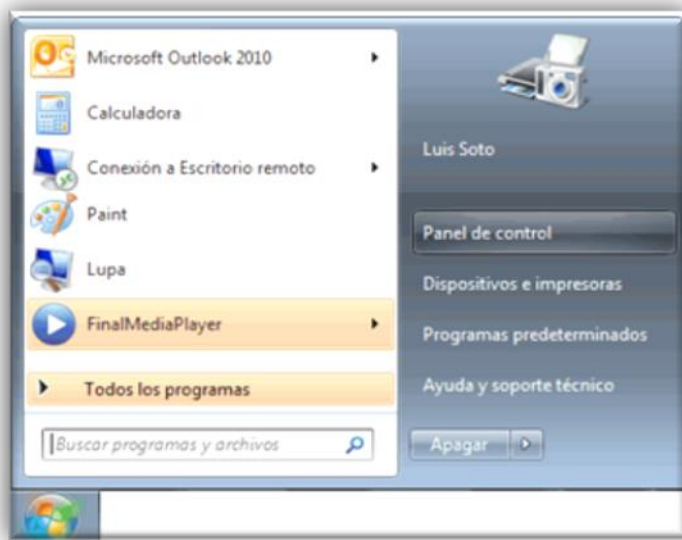 Microsoft Outlook 2010
Calculadora
Conexión a Escritorio remoto
Paint
Lupa
FinalMediaPlayer
Todos los programas
Buscar programas y archivos
Luis Soto
Panel de control
Dispositivos e impresoras
Programas predeterminados
Ayuda y soporte técnico
Apagar